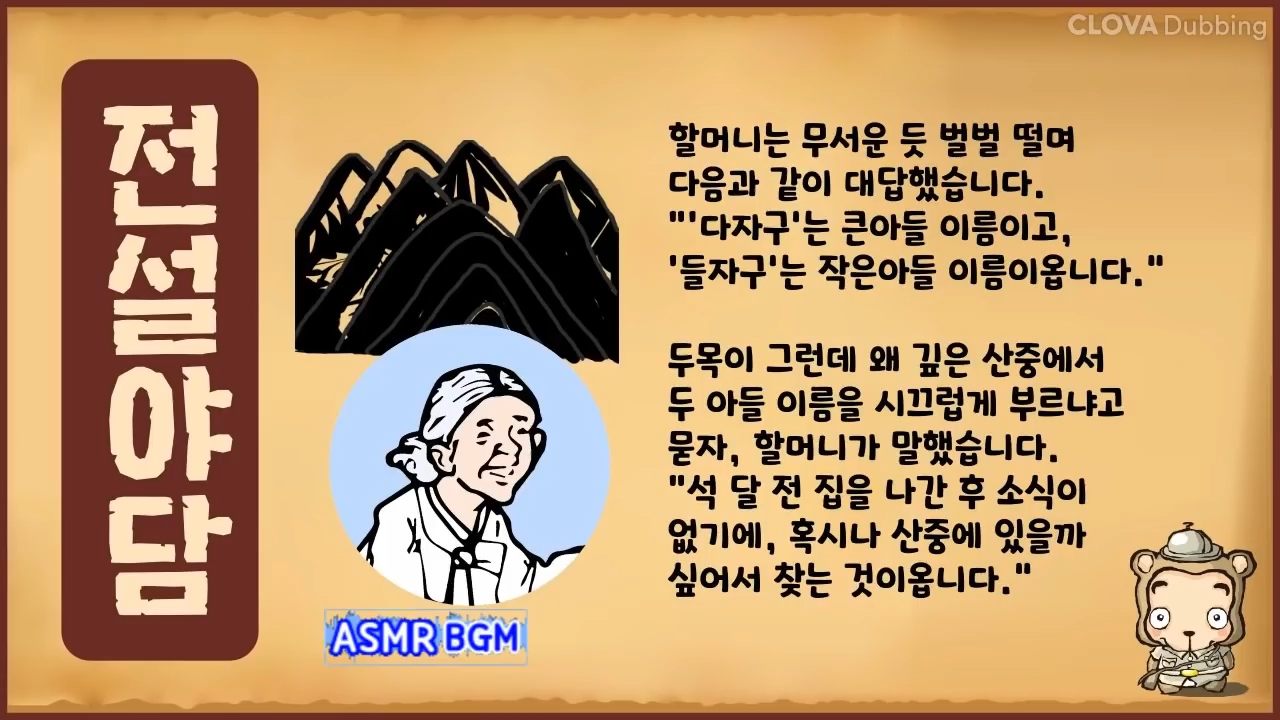 CLOVA Dubbing
전설야담
할머니는 무서운 듯 벌벌 떨며
다음과 같이 대답했습니다.
"'다자구'는 큰아들 이름이고,
'들자구'는 작은아들 이름이옵니다."
두목이 그런데 왜 깊은 산중에서
두 아들 이름을 시끄럽게 부르냐고
묻자, 할머니가 말했습니다.
"석 달 전 집을 나간 후 소식이
없기에, 혹시나 산중에 있을까
싶어서 찾는 것이옵니다."
ASMR BGM